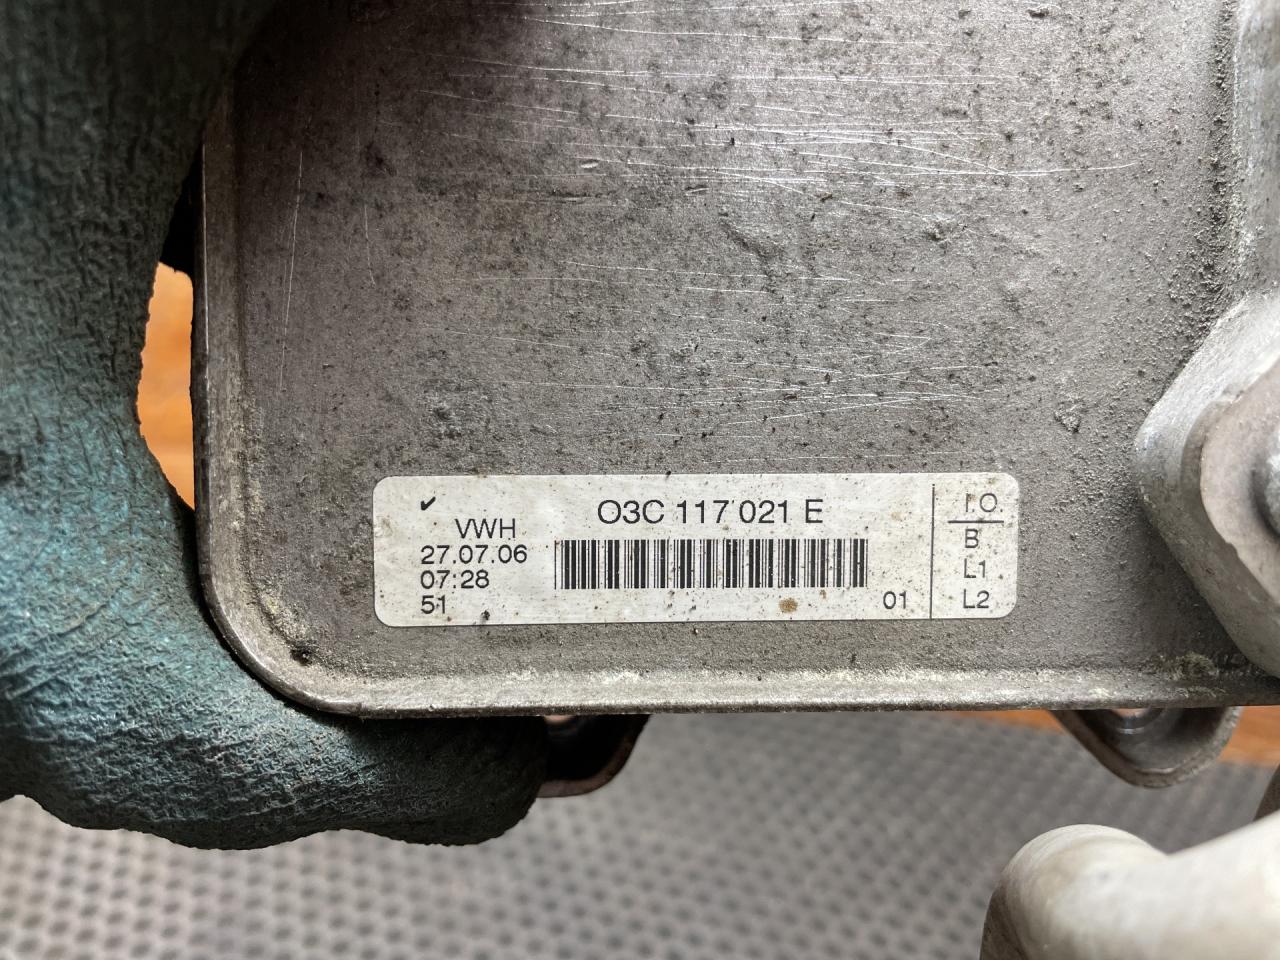 ✓
O3C 117 021 E
VWH
27.07.06
07:28
51
01
I.O.
B
L1
L2